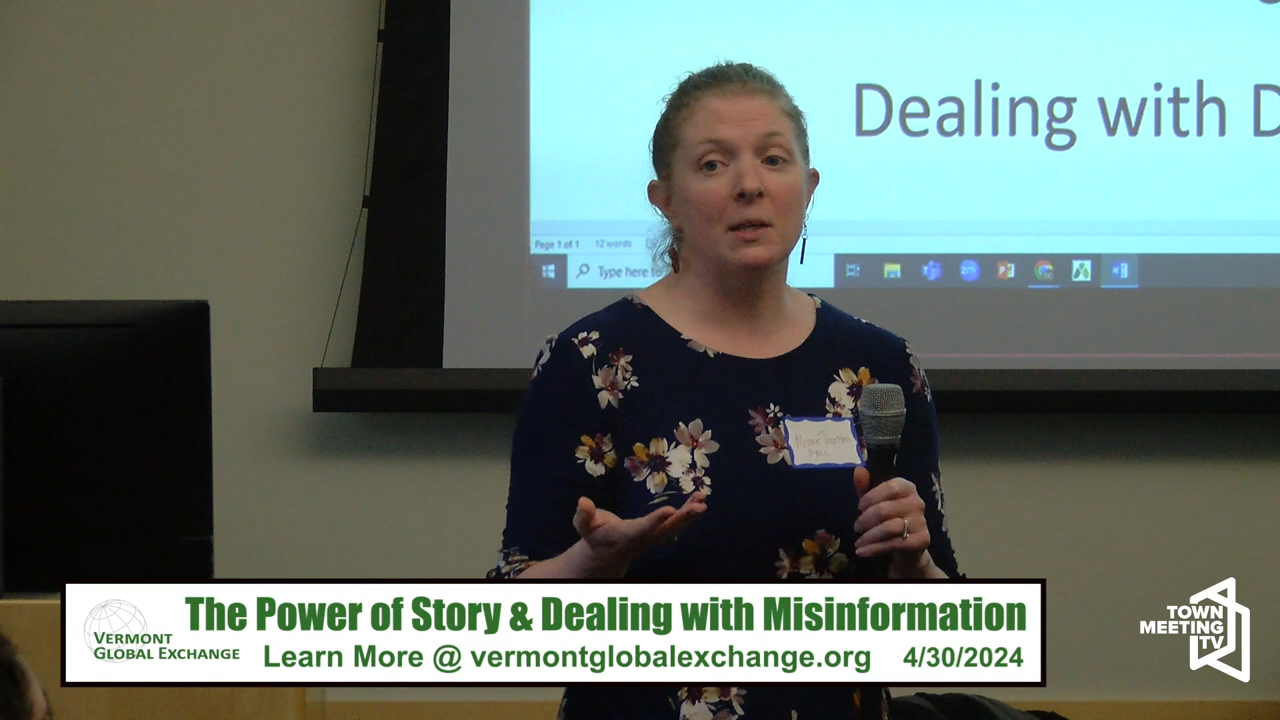 Dealing with D
Page 1 of 1 12 words
Type here to
PMC
The Power of Story & Dealing with Misinformation
VERMONT
GLOBAL EXCHANGE
Learn More @ vermontglobalexchange.org 4/30/2024
TOWN
MEETING
TV